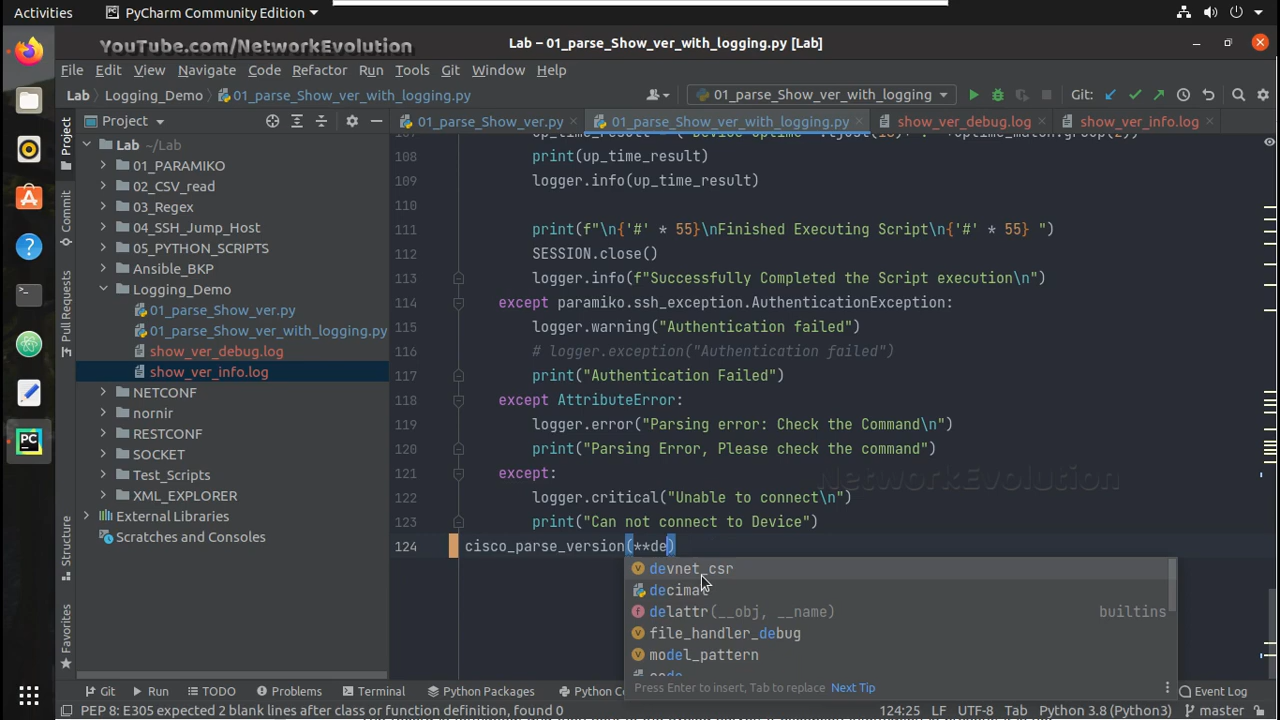 Activities
PyCharm Community Edition
YouTube.com/NetworkEvolution
Lab – 01_parse_Show_ver_with_logging.py [Lab]
File Edit View Navigate Code Refactor Run Tools Git Window Help
Lab Logging_Demo 01_parse_Show_ver_with_logging.py
01_parse_Show_ver_with_logging
Git:
Project
01_parse_Show_ver.py
01_parse_Show_ver_with_logging.py
show_ver_debug.log
show_ver_info.log
Project
Commit
Pull Requests
Structure
Favorites
Lab ~/Lab
01_PARAMIKO
02_CSV_read
03_Regex
04_SSH_Jump_Host
05_PYTHON_SCRIPTS
Ansible_BKP
Logging_Demo
01_parse_Show_ver.py
01_parse_Show_ver_with_logging.py
show_ver_debug.log
show_ver_info.log
NETCONF
nornir
RESTCONF
SOCKET
Test_Scripts
XML_EXPLORER
External Libraries
Scratches and Consoles
108 print(up_time_result)
109 logger.info(up_time_result)
110
111 print(f"\n{'#' * 55}\nFinished Executing Script\n{'#' * 55} ")
112 SESSION.close()
113 logger.info(f"Successfully Completed the Script execution\n")
114 except paramiko.ssh_exception.AuthenticationException:
115 logger.warning("Authentication failed")
116 # logger.exception("Authentication failed")
117 print("Authentication Failed")
118 except AttributeError:
119 logger.error("Parsing error: Check the Command\n")
120 print("Parsing Error, Please check the command")
121 except:
NetworkEvolution
122 logger.critical("Unable to connect\n")
123 print("Can not connect to Device")
124 cisco_parse_version(**de)
devnet_csr
decimal
delattr(__obj, __name) builtins
file_handler_debug
model_pattern
Press Enter to insert, Tab to replace Next Tip
Git Run TODO Problems Terminal Python Packages Python Co Event Log
PEP 8: E305 expected 2 blank lines after class or function definition, found 0
124:25 LF UTF-8 Tab Python 3.8 (Python3.8) master